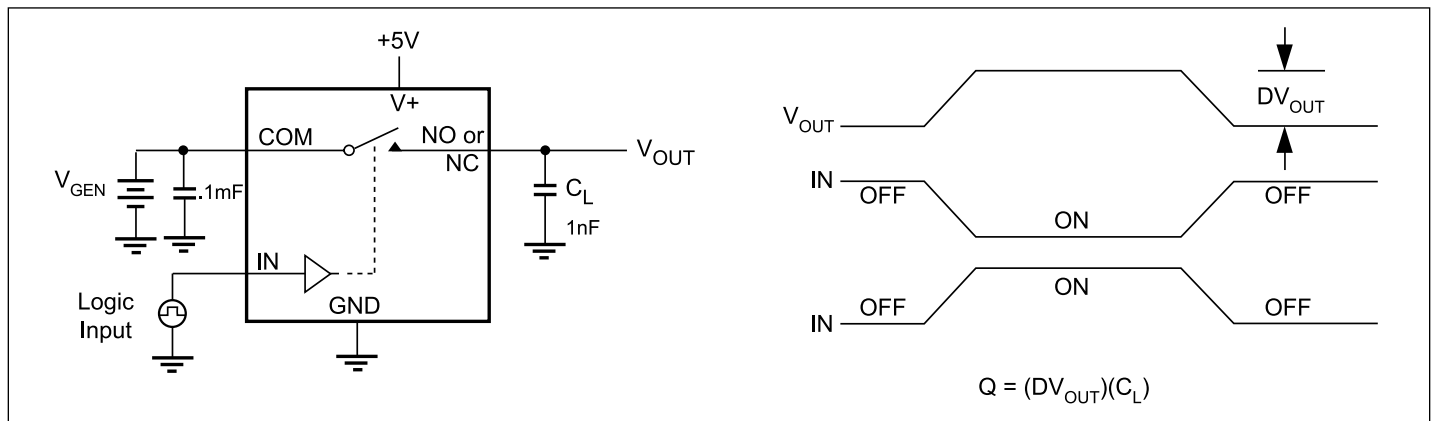 +5V
V+
COM
NO or
NC
V_OUT
V_GEN
.1mF
C_L
1nF
IN
Logic
Input
GND
DV_OUT
V_OUT
IN
OFF
ON
OFF
IN
OFF
ON
OFF
Q = (DV_OUT)(C_L)